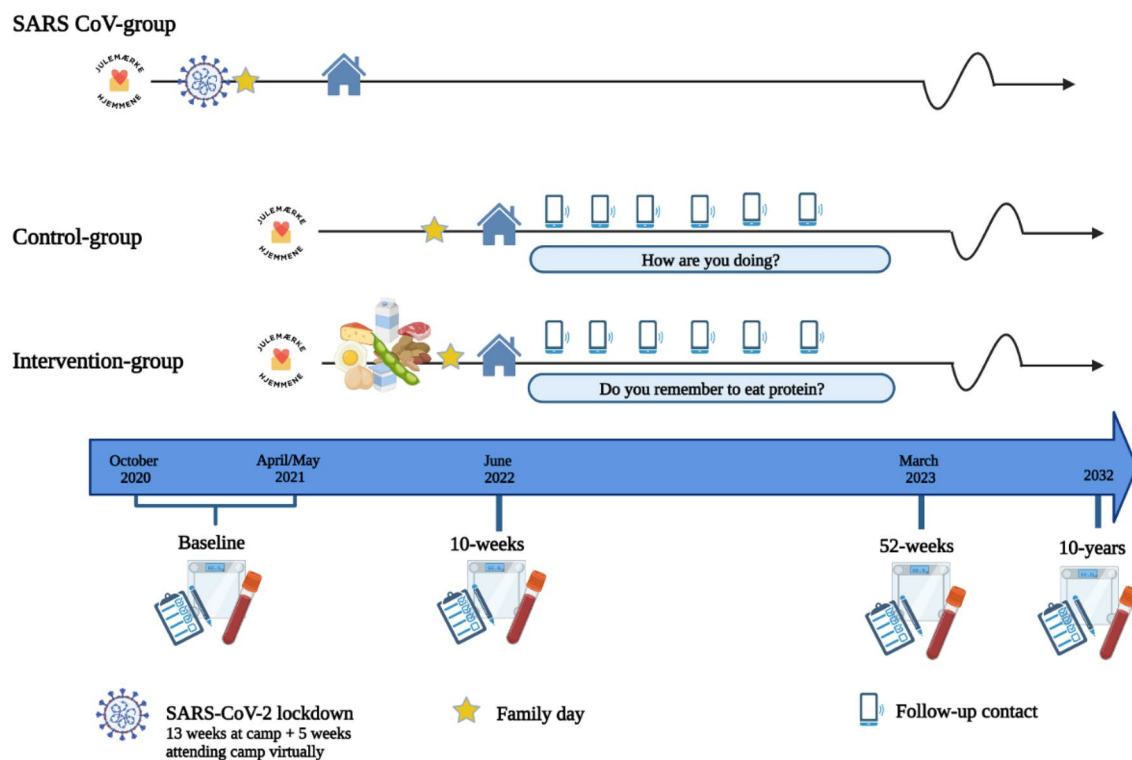 SARS CoV-group
JULEMÆRKE
HJEMMENE
Control-group
JULEMÆRKE
HJEMMENE
How are you doing?
Intervention-group
JULEMÆRKE
HJEMMENE
Do you remember to eat protein?
October
2020
April/May
2021
June
2022
March
2023
2032
Baseline
10-weeks
52-weeks
10-years
SARS-CoV-2 lockdown
13 weeks at camp + 5 weeks
attending camp virtually
Family day
Follow-up contact